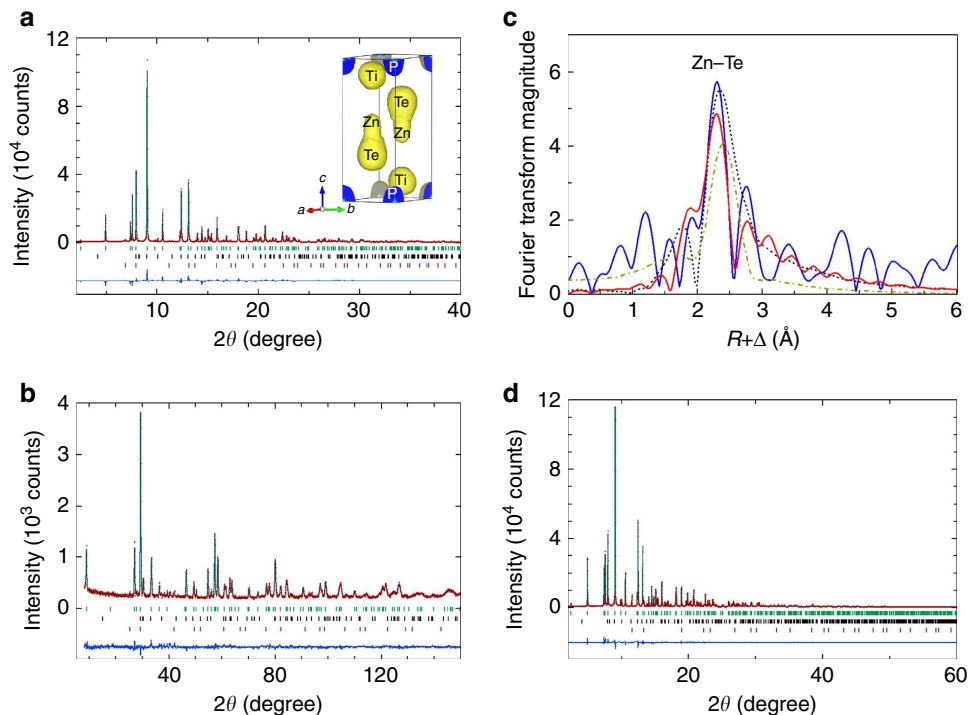 a
12
8
4
0
Intensity (10⁴ counts)
10 20 30 40
2θ (degree)
P
Ti
Te
Zn
Zn
Te
Ti
P
c
a b
c
Zn–Te
6
4
2
0
Fourier transform magnitude
0 1 2 3 4 5 6
R+Δ (Å)
b
4
3
2
1
0
Intensity (10³ counts)
40 80 120
2θ (degree)
d
12
8
4
0
Intensity (10⁴ counts)
20 40 60
2θ (degree)